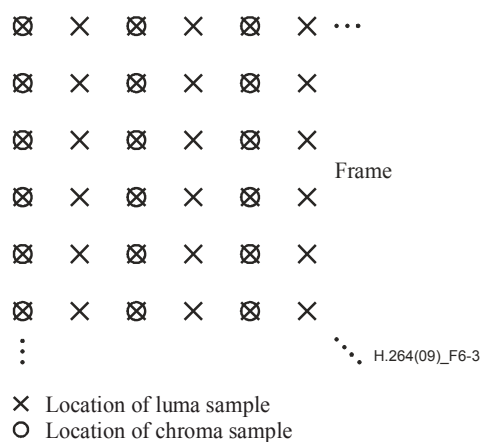 Frame
H.264(09)_F6-3
Location of luma sample
Location of chroma sample